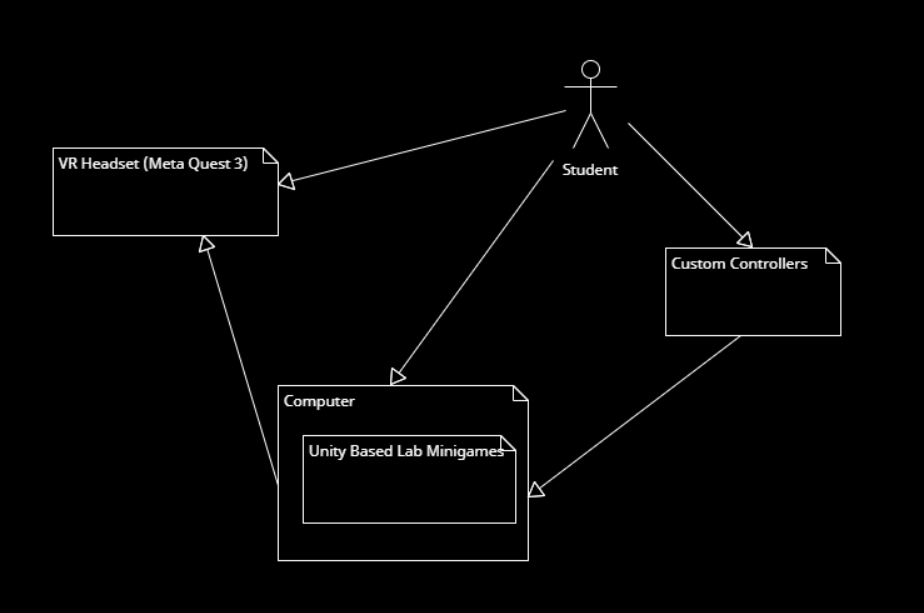 Student
VR Headset (Meta Quest 3)
Custom Controllers
Computer
Unity Based Lab Minigames